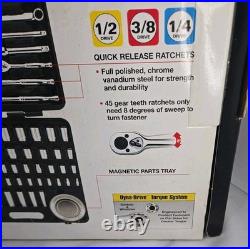 1/2 3/8 1/4
DRIVE DRIVE DRIVE
QUICK RELEASE RATCHETS
• Full polished, chrome
vanadium steel for strength
and durability
• 45 gear teeth ratchets only
need 8 degrees of sweep to
turn fastener
MAGNETIC PARTS TRAY
Dyna-Drive Torque System
Engineered to